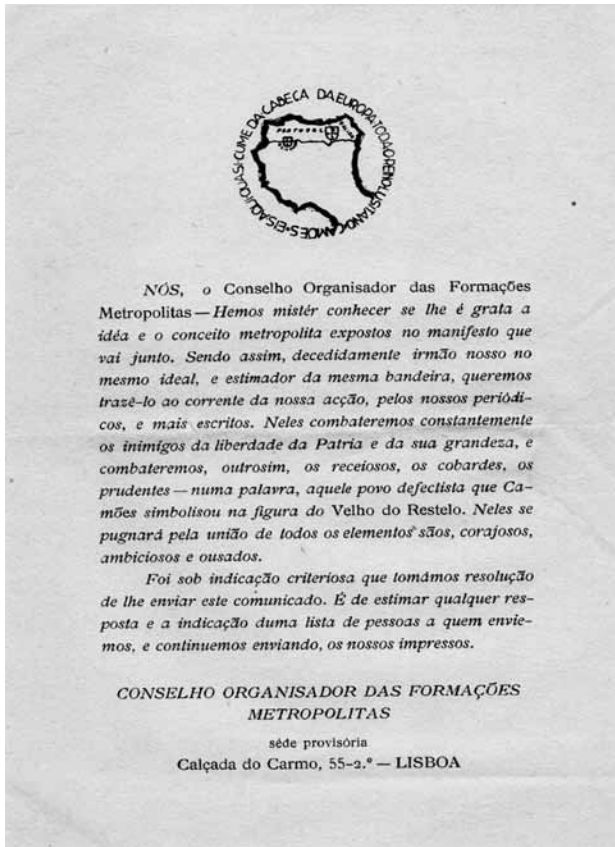 EIS·AQUI·QUASI·CUME·DA·CABEÇA DA·EUROPA·TODA·O·REINO·LUSITANO·CAMÕES·
PORTUGAL
NÓS, o Conselho Organisador das Formações
Metropolitas — Hemos mistér conhecer se lhe é grata a
idéa e o conceito metropolita expostos no manifesto que
vai junto. Sendo assim, decedidamente irmão nosso no
mesmo ideal, e estimador da mesma bandeira, queremos
trazê-lo ao corrente da nossa acção, pelos nossos periódi-
cos, e mais escritos. Neles combateremos constantemente
os inimigos da liberdade da Patria e da sua grandeza, e
combateremos, outrosim, os receiosos, os cobardes, os
prudentes — numa palavra, aquele povo defectista que Ca-
mões simbolisou na figura do Velho do Restelo. Neles se
pugnará pela união de todos os elementos sãos, corajosos,
ambiciosos e ousados.
Foi sob indicação criteriosa que tomámos resolução
de lhe enviar este comunicado. É de estimar qualquer res-
posta e a indicação duma lista de pessoas a quem envie-
mos, e continuemos enviando, os nossos impressos.
CONSELHO ORGANISADOR DAS FORMAÇÕES
METROPOLITAS
séde provisória
Calçada do Carmo, 55-2.º — LISBOA